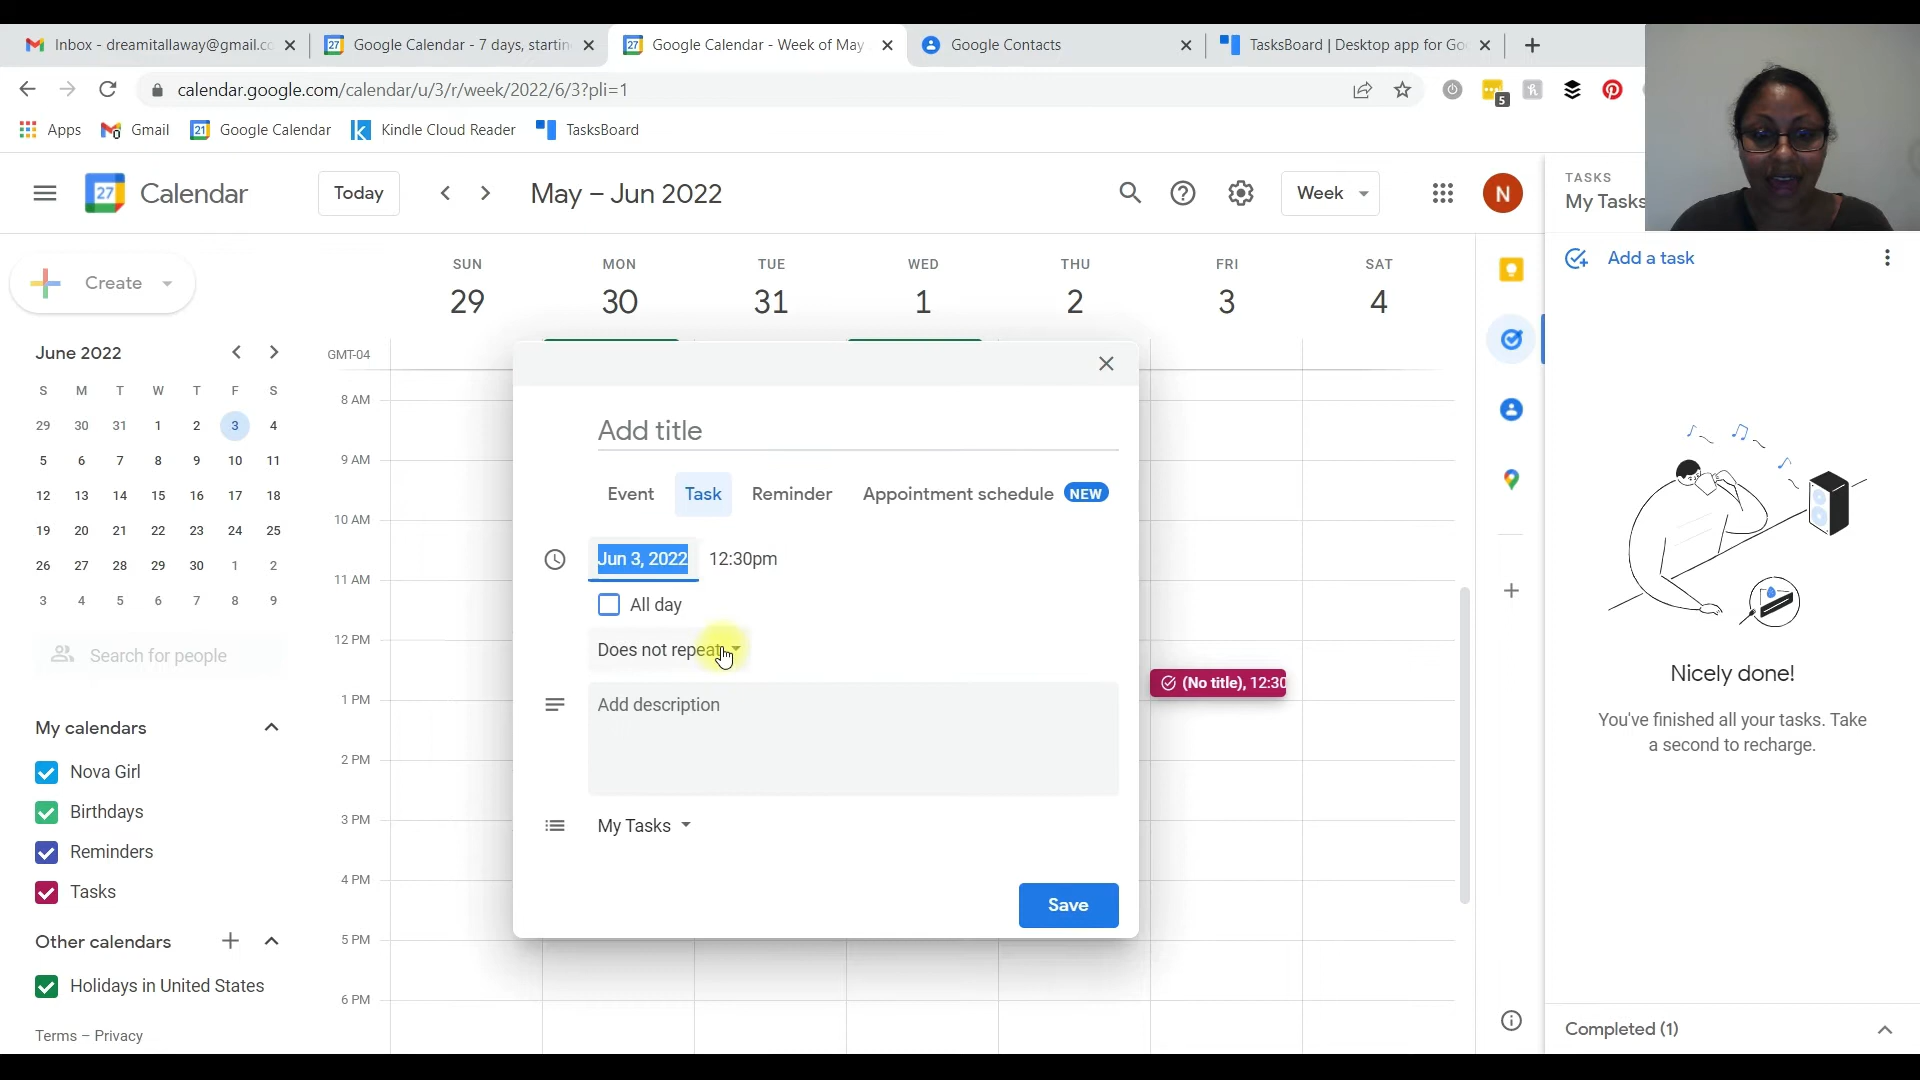 Inbox - dreamitallaway@gmail.co
Google Calendar - 7 days, startin
Google Calendar - Week of May
Google Contacts
TasksBoard | Desktop app for Go
calendar.google.com/calendar/u/3/r/week/2022/6/3?pli=1
5
Apps
Gmail
21
Google Calendar
Kindle Cloud Reader
TasksBoard
27
Calendar
Today
May – Jun 2022
Week
N
TASKS
My Tasks
Create
SUN MON TUE WED THU FRI SAT
29 30 31 1 2 3 4
Add a task
June 2022
S M T W T F S
29 30 31 1 2 3 4
5 6 7 8 9 10 11
12 13 14 15 16 17 18
19 20 21 22 23 24 25
26 27 28 29 30 1 2
3 4 5 6 7 8 9
Search for people
My calendars
Nova Girl
Birthdays
Reminders
Tasks
Other calendars
Holidays in United States
Terms – Privacy
GMT-04
8 AM
9 AM
10 AM
11 AM
12 PM
1 PM
2 PM
3 PM
4 PM
5 PM
6 PM
Add title
Event Task Reminder Appointment schedule NEW
Jun 3, 2022 12:30pm
All day
Does not repeat
Add description
My Tasks
Save
(No title), 12:30
Nicely done!
You've finished all your tasks. Take
a second to recharge.
Completed (1)